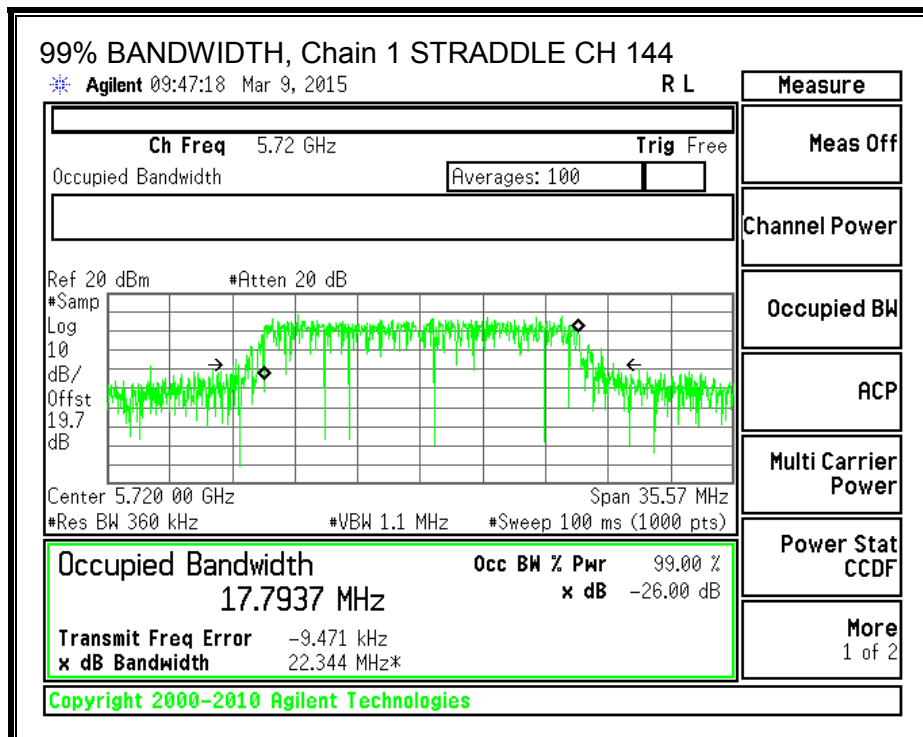 99% BANDWIDTH, Chain 1 STRADDLE CH 144
Agilent 09:47:18 Mar 9, 2015 R L
Measure
Ch Freq 5.72 GHz Trig Free
Meas Off
Occupied Bandwidth Averages: 100
Channel Power
Ref 20 dBm #Atten 20 dB
#Samp
Log
10
dB/
Offst
19.7
dB
Occupied BW
ACP
Multi Carrier
Power
Center 5.720 00 GHz Span 35.57 MHz
#Res BW 360 kHz #VBW 1.1 MHz #Sweep 100 ms (1000 pts)
Power Stat
CCDF
Occupied Bandwidth Occ BW % Pwr 99.00 %
17.7937 MHz x dB -26.00 dB
Transmit Freq Error -9.471 kHz
x dB Bandwidth 22.344 MHz*
More
1 of 2
Copyright 2000-2010 Agilent Technologies